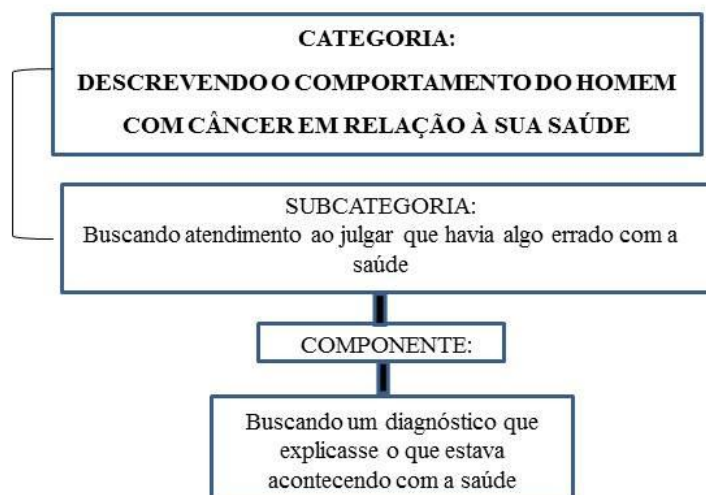 CATEGORIA:
DESCREVENDO O COMPORTAMENTO DO HOMEM
COM CÂNCER EM RELAÇÃO À SUA SAÚDE
SUBCATEGORIA:
Buscando atendimento ao julgar que havia algo errado com a
saúde
COMPONENTE:
Buscando um diagnóstico que
explicasse o que estava
acontecendo com a saúde